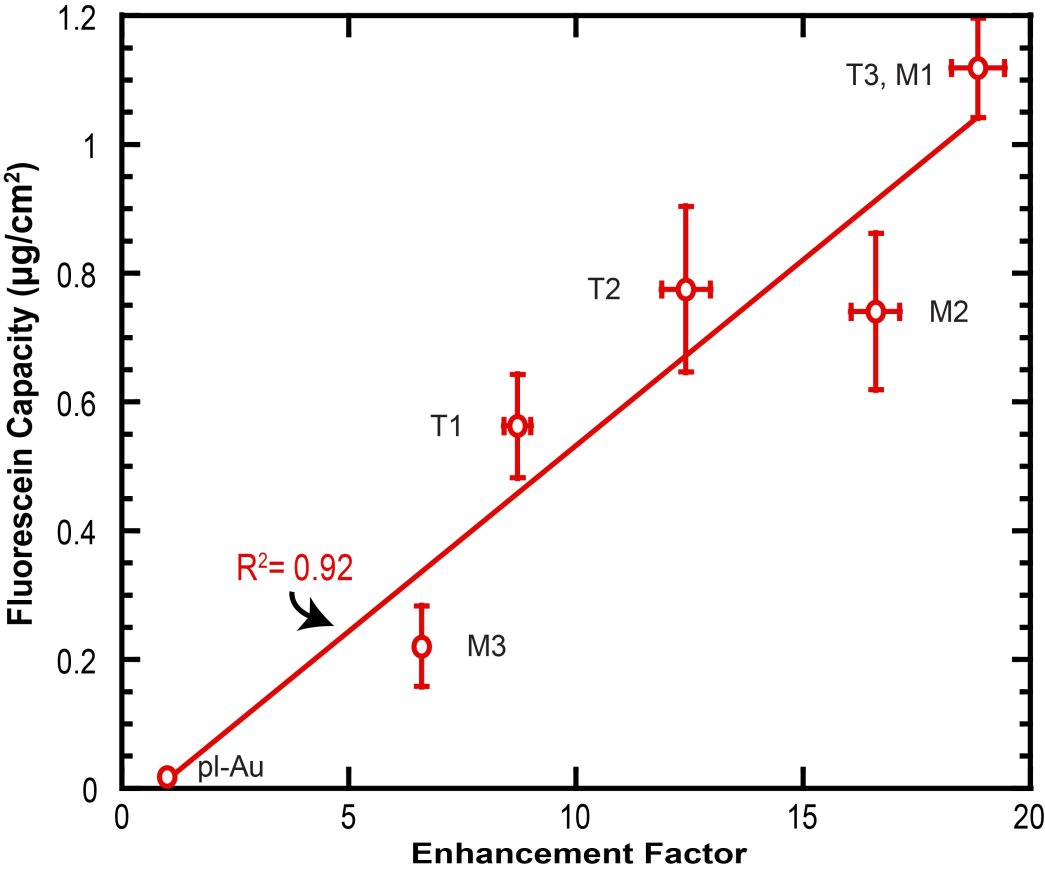 1.2
T3, M1
1
Fluorescein Capacity (µg/cm²)
0.8
T2
M2
0.6
T1
0.4
R²= 0.92
M3
0.2
pl-Au
0
0 5 10 15 20
Enhancement Factor